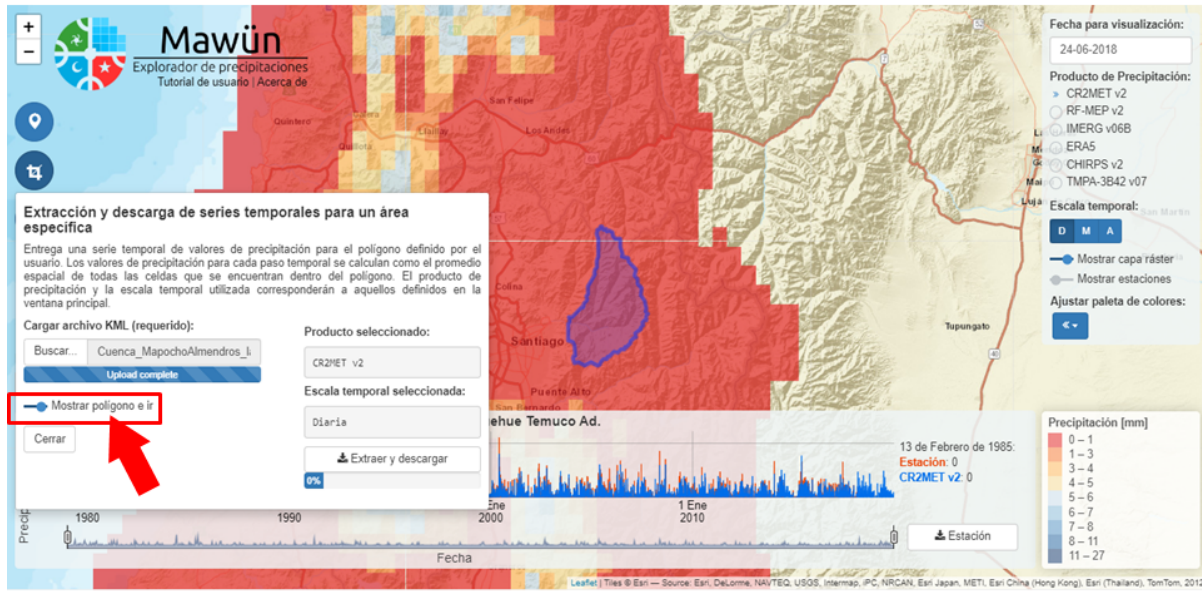 +
−
Mawün
Explorador de precipitaciones
Tutorial de usuario | Acerca de
San Felipe
Quintero
Llaillay
Los Andes
Quillota
Colina
Santiago
Puente Alto
San Bernardo
Tupungato
San Martín
Extracción y descarga de series temporales para un área
específica
Entrega una serie temporal de valores de precipitación para el polígono definido por el
usuario. Los valores de precipitación para cada paso temporal se calculan como el promedio
espacial de todas las celdas que se encuentran dentro del polígono. El producto de
precipitación y la escala temporal utilizada corresponderán a aquellos definidos en la
ventana principal.
Cargar archivo KML (requerido):
Buscar... Cuenca_MapochoAlmendros_l
Upload complete
Mostrar polígono e ir
Cerrar
Producto seleccionado:
CR2MET v2
Escala temporal seleccionada:
Diaria
Extraer y descargar
0%
Fecha para visualización:
24-06-2018
Producto de Precipitación:
CR2MET v2
RF-MEP v2
IMERG v06B
ERA5
CHIRPS v2
TMPA-3B42 v07
Escala temporal:
D M A
Mostrar capa ráster
Mostrar estaciones
Ajustar paleta de colores:
ehue Temuco Ad.
13 de Febrero de 1985:
Estación: 0
CR2MET v2: 0
Ene
2000
1 Ene
2010
1980
1990
Precip
Fecha
Estación
Precipitación [mm]
0 – 1
1 – 3
3 – 4
4 – 5
5 – 6
6 – 7
7 – 8
8 – 11
11 – 27
Leaflet | Tiles © Esri — Source: Esri, DeLorme, NAVTEQ, USGS, Intermap, iPC, NRCAN, Esri Japan, METI, Esri China (Hong Kong), Esri (Thailand), TomTom, 2012